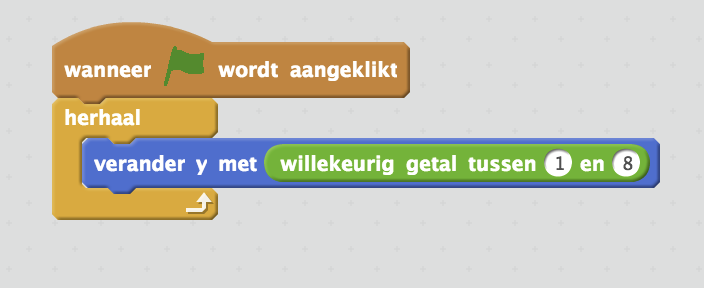 wanneer wordt aangeklikt
herhaal
verander y met willekeurig getal tussen 1 en 8